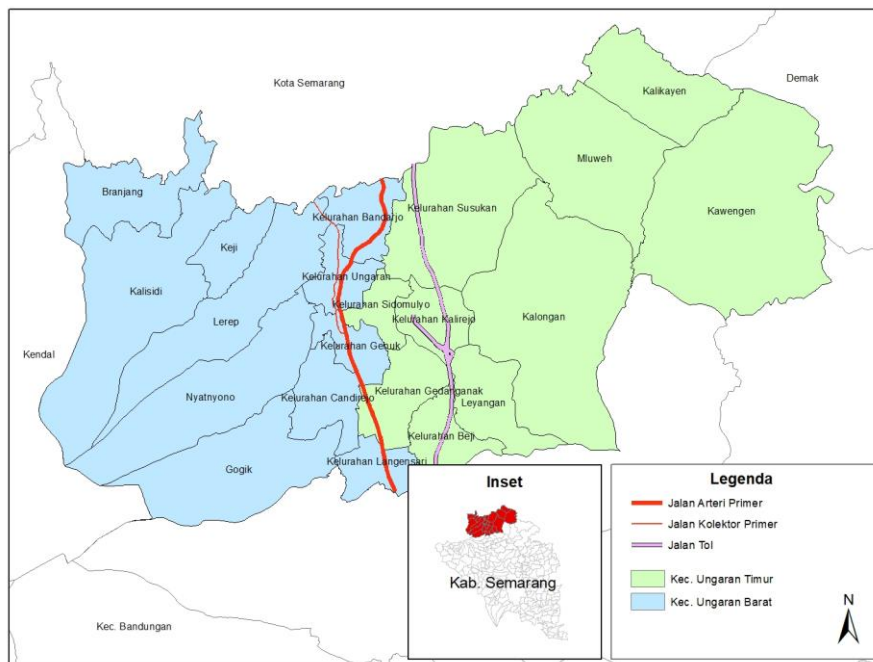 Kota Semarang
Demak
Kalikayen
Mluweh
Branjang
Kelurahan Susukan
Kelurahan Bandarjo
Kawengen
Keji
Kelurahan Ungaran
Kalisidi
Kelurahan Sidomulyo
Kelurahan Kalirejo
Kalongan
Lerep
Kendal
Kelurahan Genuk
Kelurahan Gedanganak
Nyatnyono
Kelurahan Candirejo
Leyangan
Kelurahan Beji
Gogik
Kelurahan Langensari
Kec. Bandungan
Inset
Kab. Semarang
Legenda
Jalan Arteri Primer
Jalan Kolektor Primer
Jalan Tol
Kec. Ungaran Timur
Kec. Ungaran Barat
N